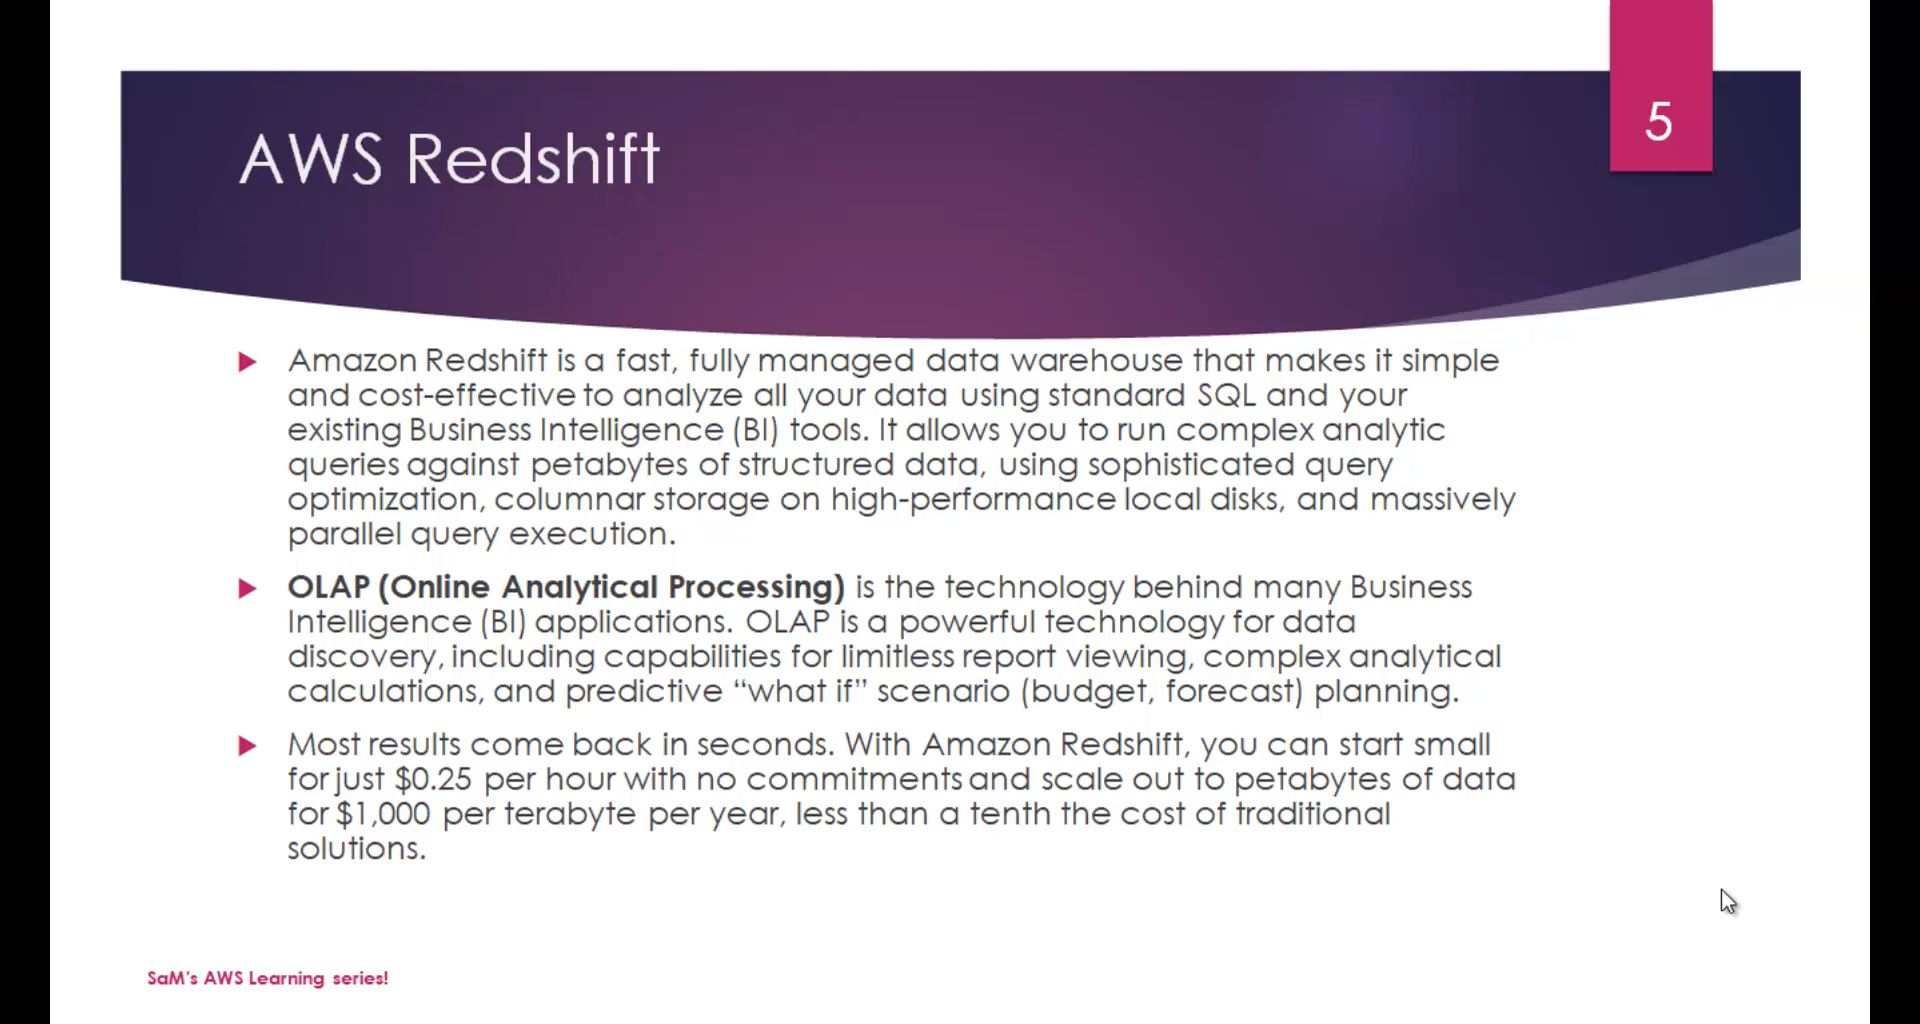 5
AWS Redshift
Amazon Redshift is a fast, fully managed data warehouse that makes it simple
and cost-effective to analyze all your data using standard SQL and your
existing Business Intelligence (BI) tools. It allows you to run complex analytic
queries against petabytes of structured data, using sophisticated query
optimization, columnar storage on high-performance local disks, and massively
parallel query execution.
OLAP (Online Analytical Processing) is the technology behind many Business
Intelligence (BI) applications. OLAP is a powerful technology for data
discovery, including capabilities for limitless report viewing, complex analytical
calculations, and predictive “what if” scenario (budget, forecast) planning.
Most results come back in seconds. With Amazon Redshift, you can start small
for just $0.25 per hour with no commitments and scale out to petabytes of data
for $1,000 per terabyte per year, less than a tenth the cost of traditional
solutions.
SaM's AWS Learning series!